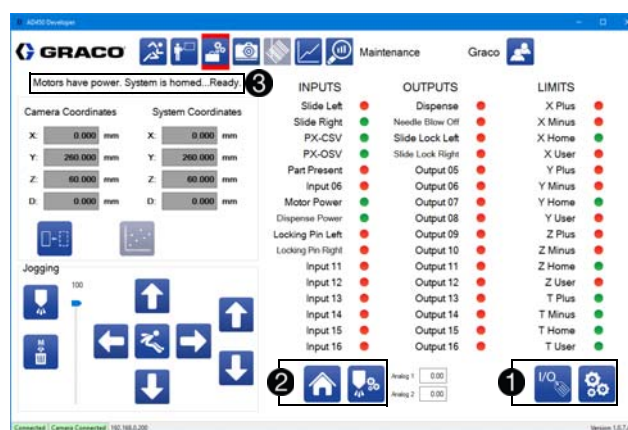 AD450 Developer
GRACO
Maintenance
Graco
Motors have power. System is homed...Ready.
3
Camera Coordinates
System Coordinates
X: 0.000 mm X: 0.000 mm
Y: 260.000 mm Y: 260.000 mm
Z: 60.000 mm Z: 60.000 mm
D: 0.000 mm D: 0.000 mm
Jogging
100
INPUTS
Slide Left
Slide Right
PX-CSV
PX-OSV
Part Present
Input 06
Motor Power
Dispense Power
Locking Pin Left
Locking Pin Right
Input 11
Input 12
Input 13
Input 14
Input 15
Input 16
OUTPUTS
Dispense
Needle Blow Off
Slide Lock Left
Slide Lock Right
Output 05
Output 06
Output 07
Output 08
Output 09
Output 10
Output 11
Output 12
Output 13
Output 14
Output 15
Output 16
LIMITS
X Plus
X Minus
X Home
X User
Y Plus
Y Minus
Y Home
Y User
Z Plus
Z Minus
Z Home
Z User
T Plus
T Minus
T Home
T User
2
Analog 1 0.00
Analog 2 0.00
1
I/O
Connected Camera Connected 192.168.0.200